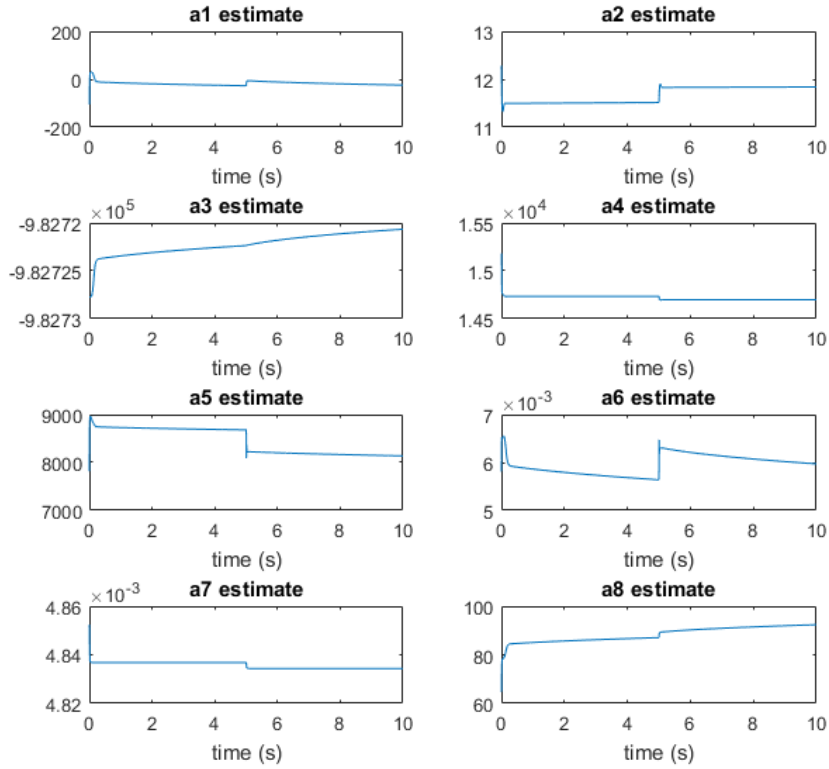 a1 estimate
200
0
-200
0 2 4 6 8 10
time (s)
a2 estimate
13
12
11
0 2 4 6 8 10
time (s)
× 10^5
a3 estimate
-9.8272
-9.82725
-9.8273
0 2 4 6 8 10
time (s)
× 10^4
a4 estimate
1.55
1.5
1.45
0 2 4 6 8 10
time (s)
a5 estimate
9000
8000
7000
0 2 4 6 8 10
time (s)
× 10^-3
a6 estimate
7
6
5
0 2 4 6 8 10
time (s)
× 10^-3
a7 estimate
4.86
4.84
4.82
0 2 4 6 8 10
time (s)
a8 estimate
100
80
60
0 2 4 6 8 10
time (s)